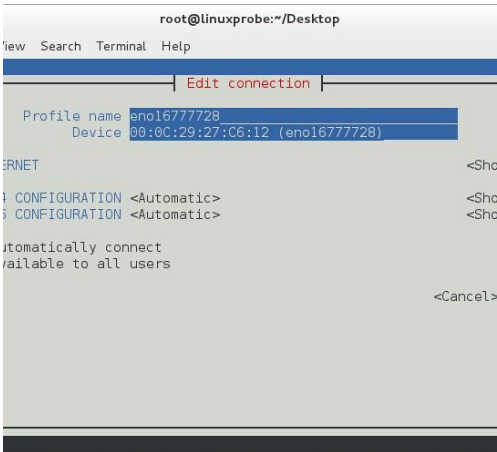 root@linuxprobe:~/Desktop
View Search Terminal Help
Edit connection
Profile name eno16777728
Device 00:0C:29:27:C6:12 (eno16777728)
ERNET <Sho
4 CONFIGURATION <Automatic> <Sho
6 CONFIGURATION <Automatic> <Sho
utomatically connect
vailable to all users
<Cancel>